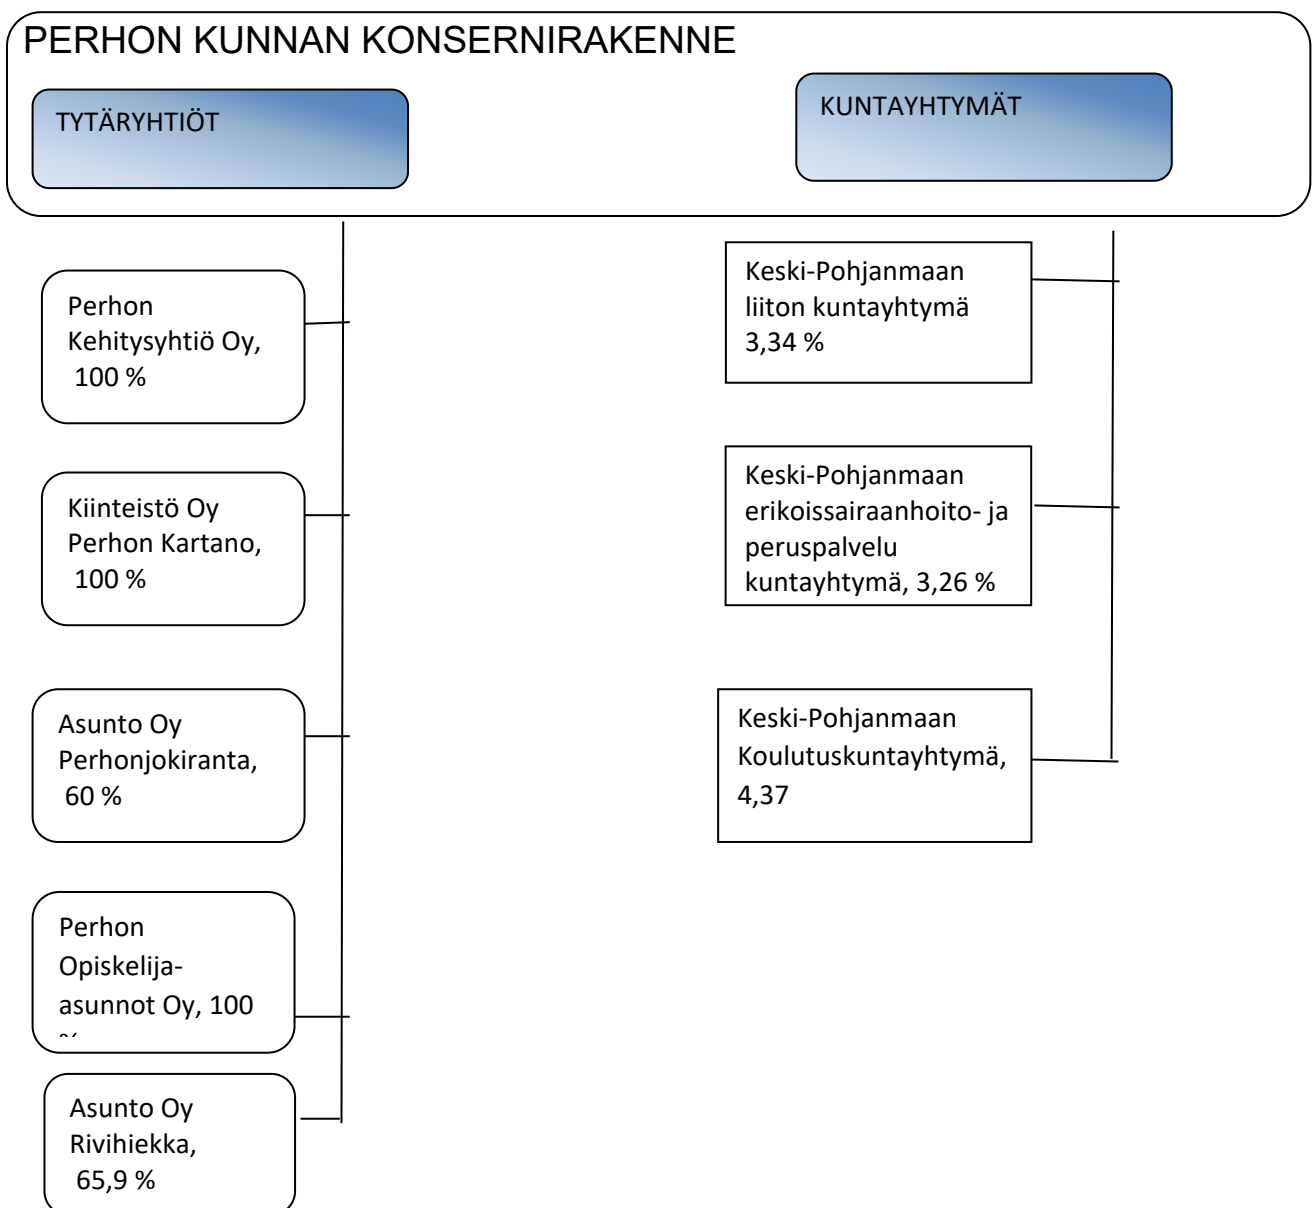 PERHON KUNNAN KONSERNIRAKENNE
TYTÄRYHTIÖT
Perhon
Kehitysyhtiö Oy,
100 %
Kiinteistö Oy
Perhon Kartano,
100 %
Asunto Oy
Perhonjokiranta,
60 %
Perhon
Opiskelija-
asunnot Oy, 100
%
Asunto Oy
Rivihiekka,
65,9 %
KUNTAYHTYMÄT
Keski-Pohjanmaan
liiton kuntayhtymä
3,34 %
Keski-Pohjanmaan
erikoissairaanhoito- ja
peruspalvelu
kuntayhtymä, 3,26 %
Keski-Pohjanmaan
Koulutuskuntayhtymä,
4,37